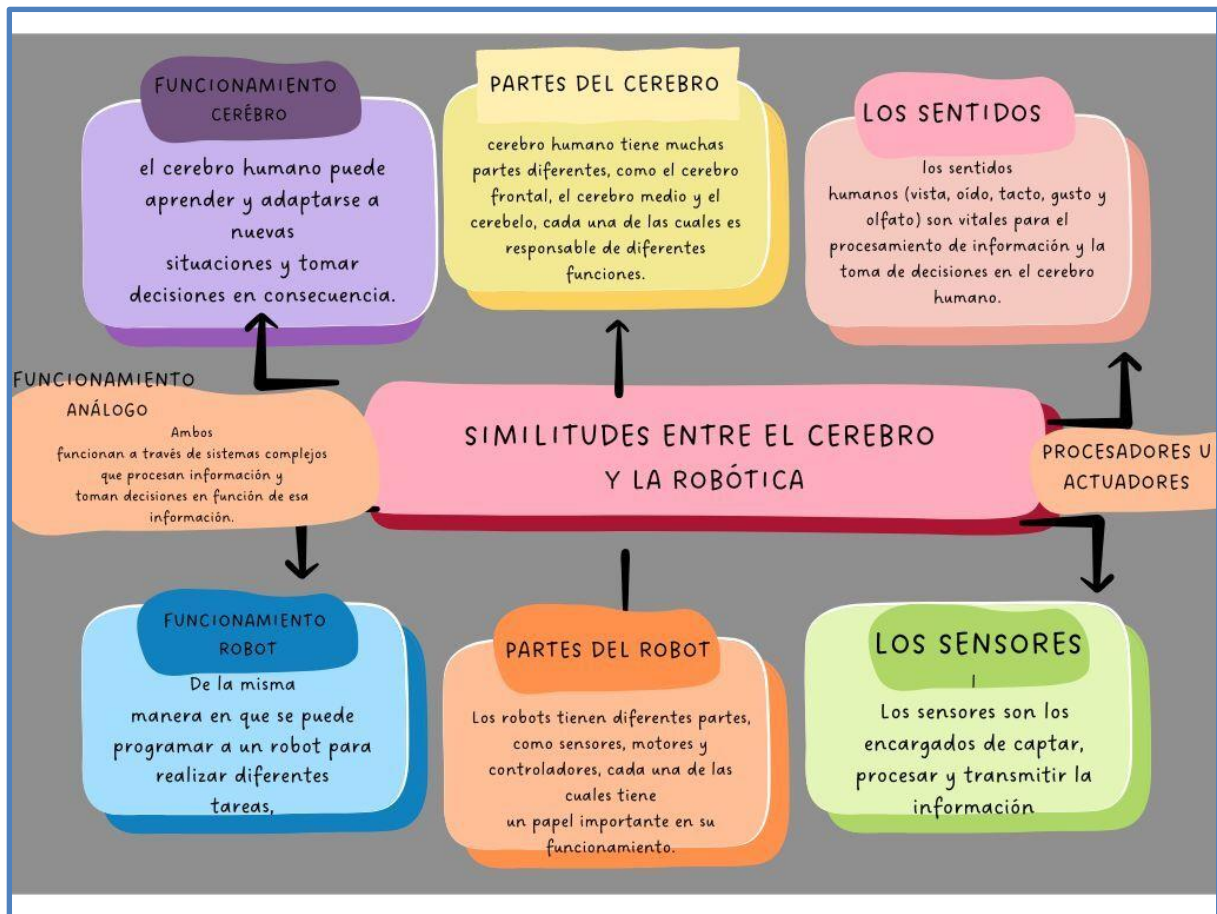 FUNCIONAMIENTO
CERÉBRO
el cerebro humano puede
aprender y adaptarse a
nuevas
situaciones y tomar
decisiones en consecuencia.
PARTES DEL CEREBRO
cerebro humano tiene muchas
partes diferentes, como el cerebro
frontal, el cerebro medio y el
cerebelo, cada una de las cuales es
responsable de diferentes
funciones.
LOS SENTIDOS
los sentidos
humanos (vista, oído, tacto, gusto y
olfato) son vitales para el
procesamiento de información y la
toma de decisiones en el cerebro
humano.
FUNCIONAMIENTO
ANÁLOGO
Ambos
funcionan a través de sistemas complejos
que procesan información y
toman decisiones en función de esa
información.
SIMILITUDES ENTRE EL CEREBRO
Y LA ROBÓTICA
PROCESADORES U
ACTUADORES
FUNCIONAMIENTO
ROBOT
De la misma
manera en que se puede
programar a un robot para
realizar diferentes
tareas,
PARTES DEL ROBOT
Los robots tienen diferentes partes,
como sensores, motores y
controladores, cada una de las
cuales tiene
un papel importante en su
funcionamiento.
LOS SENSORES
l
Los sensores son los
encargados de captar,
procesar y transmitir la
información